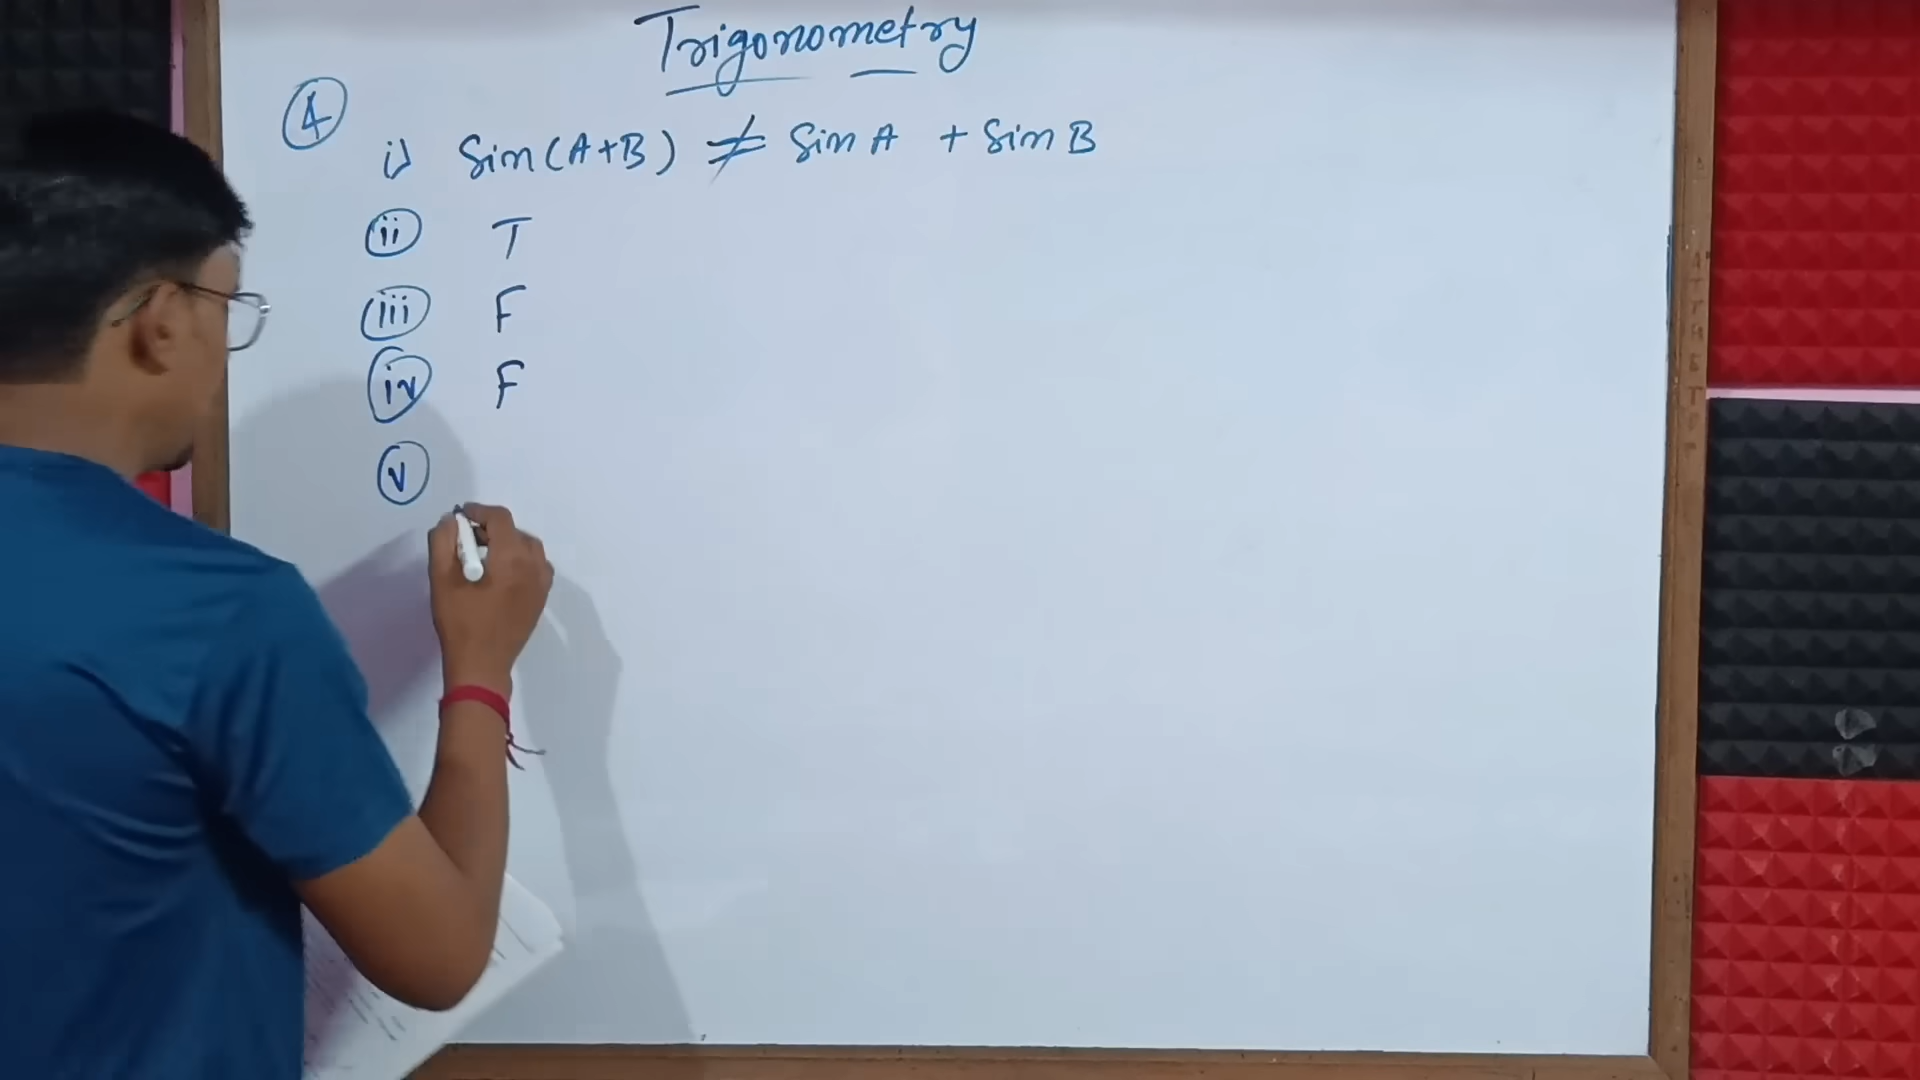 Trigonometry
4
i) Sin(A+B) ≠ Sin A + Sin B
ii T
iii F
iv F
v